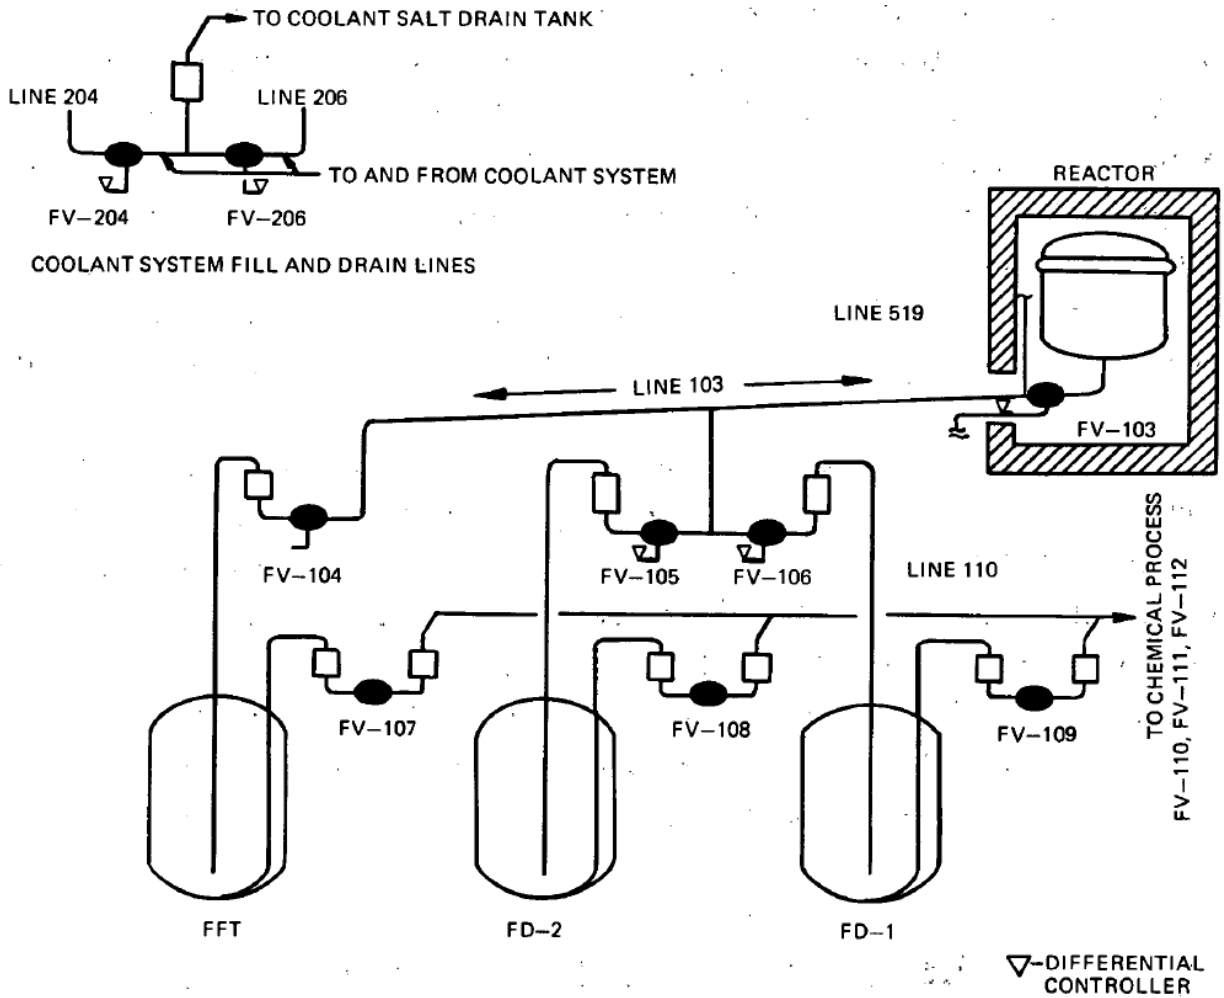 TO COOLANT SALT DRAIN TANK
LINE 204
LINE 206
TO AND FROM COOLANT SYSTEM
FV–204
FV–206
COOLANT SYSTEM FILL AND DRAIN LINES
REACTOR
LINE 519
LINE 103
FV–103
FV–104
FV–105
FV–106
LINE 110
TO CHEMICAL PROCESS
FV–110, FV–111, FV–112
FV–107
FV–108
FV–109
FFT
FD–2
FD–1
▽–DIFFERENTIAL
CONTROLLER